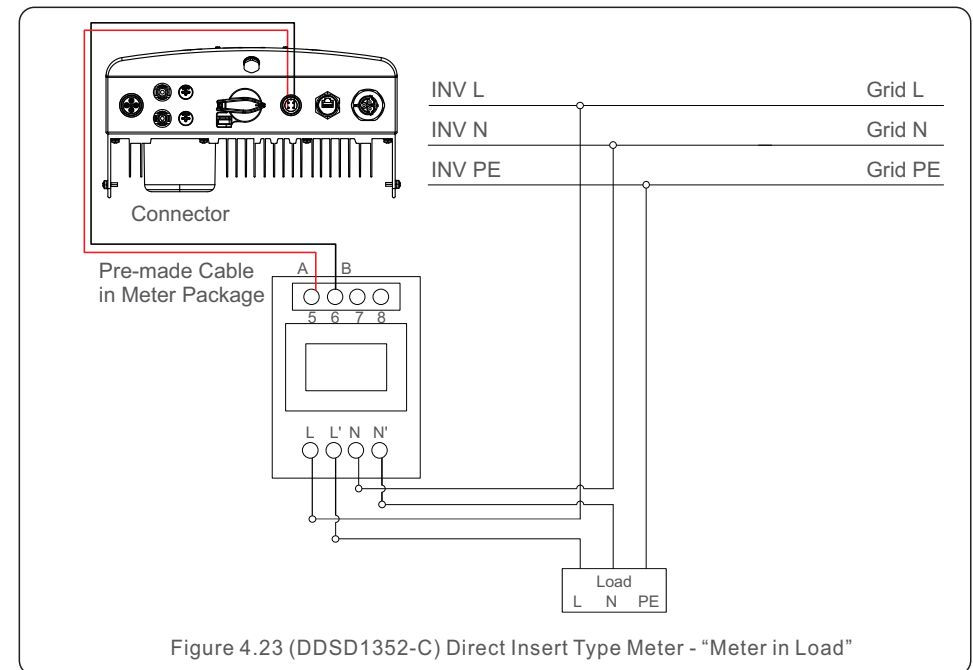 INV L Grid L
INV N Grid N
INV PE Grid PE
Connector
Pre-made Cable
in Meter Package
A B
5 6 7 8
L L' N N'
Load
L N PE
Figure 4.23 (DDSD1352-C) Direct Insert Type Meter - “Meter in Load”